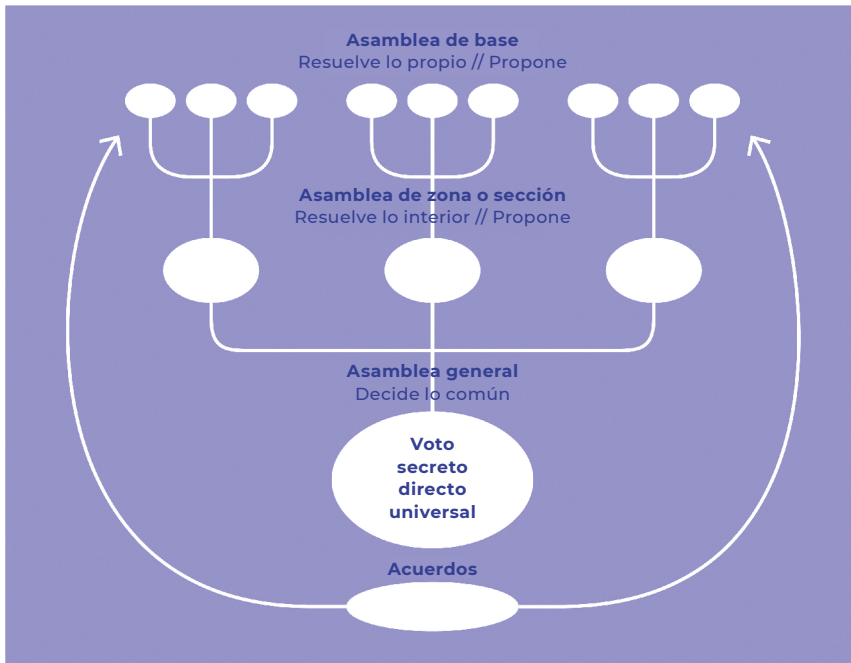 Asamblea de base
Resuelve lo propio // Propone
Asamblea de zona o sección
Resuelve lo interior // Propone
Asamblea general
Decide lo común
Voto
secreto
directo
universal
Acuerdos